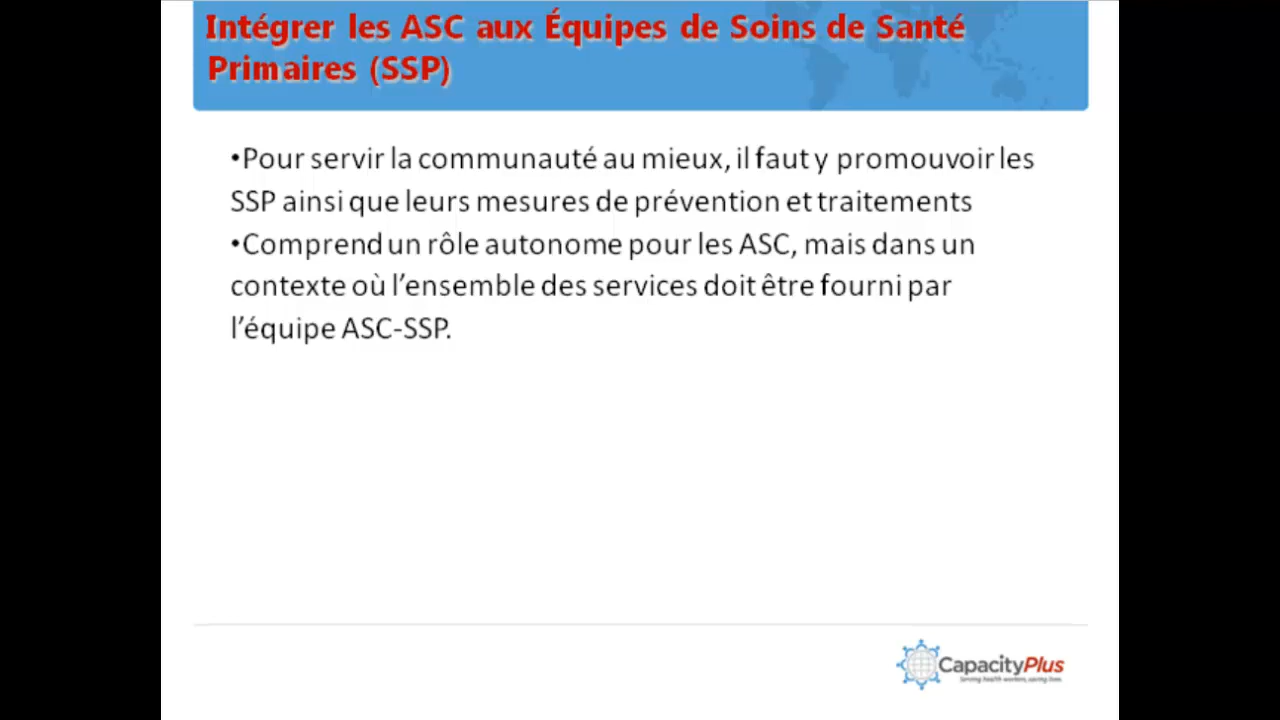 Intégrer les ASC aux Équipes de Soins de Santé
Primaires (SSP)
•Pour servir la communauté au mieux, il faut y promouvoir les
SSP ainsi que leurs mesures de prévention et traitements
•Comprend un rôle autonome pour les ASC, mais dans un
contexte où l’ensemble des services doit être fourni par
l’équipe ASC-SSP.
CapacityPlus
Serving health workers, saving lives.